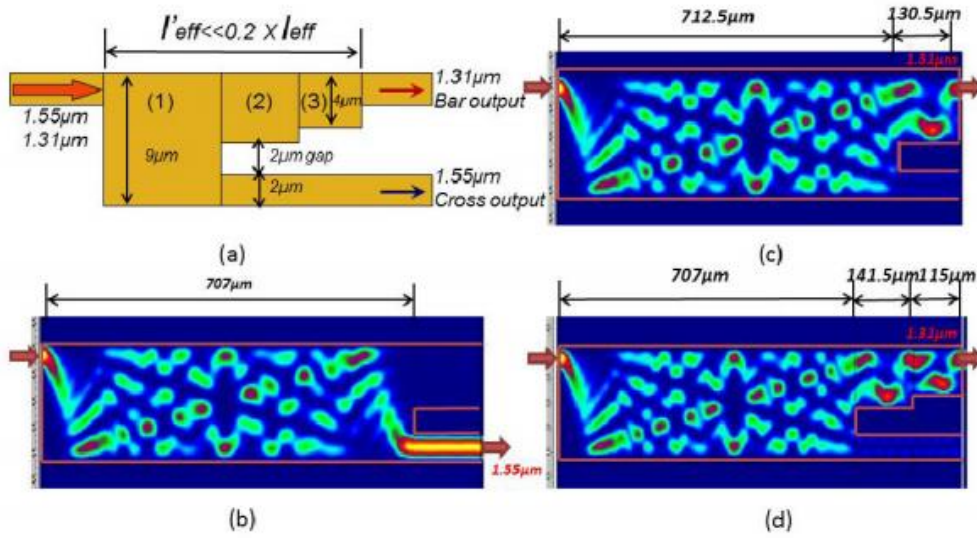 l'eff<<0.2 X leff
1.55μm
1.31μm
(1)
(2)
(3)
4μm
9μm
2μm gap
2μm
1.31μm
Bar output
1.55μm
Cross output
(a)
712.5μm
130.5μm
1.31μm
(c)
707μm
1.55μm
(b)
707μm
141.5μm
115μm
1.31μm
(d)